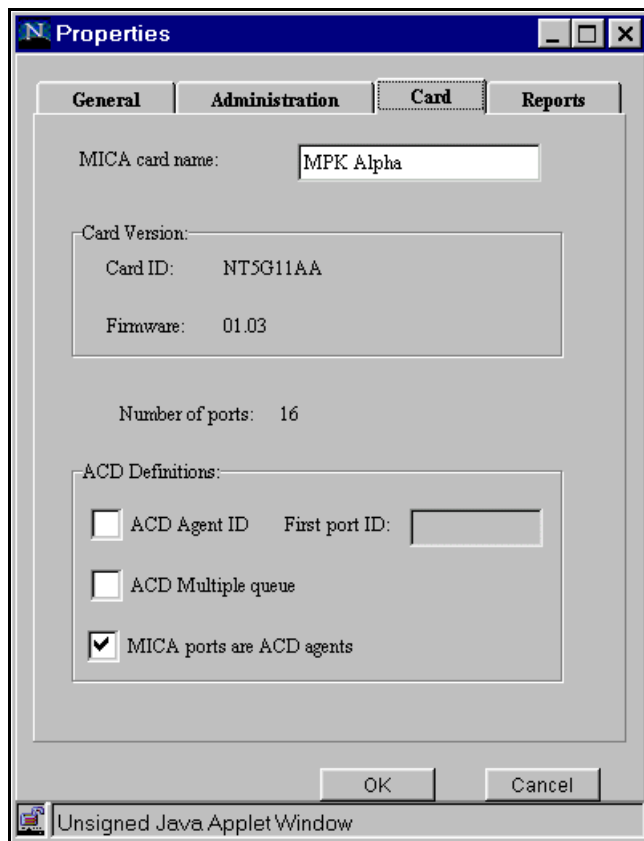 N Properties
General Administration Card Reports
MICA card name: MPK Alpha
Card Version:
Card ID: NT5G11AA
Firmware: 01.03
Number of ports: 16
ACD Definitions:
ACD Agent ID First port ID:
ACD Multiple queue
MICA ports are ACD agents
OK Cancel
Unsigned Java Applet Window